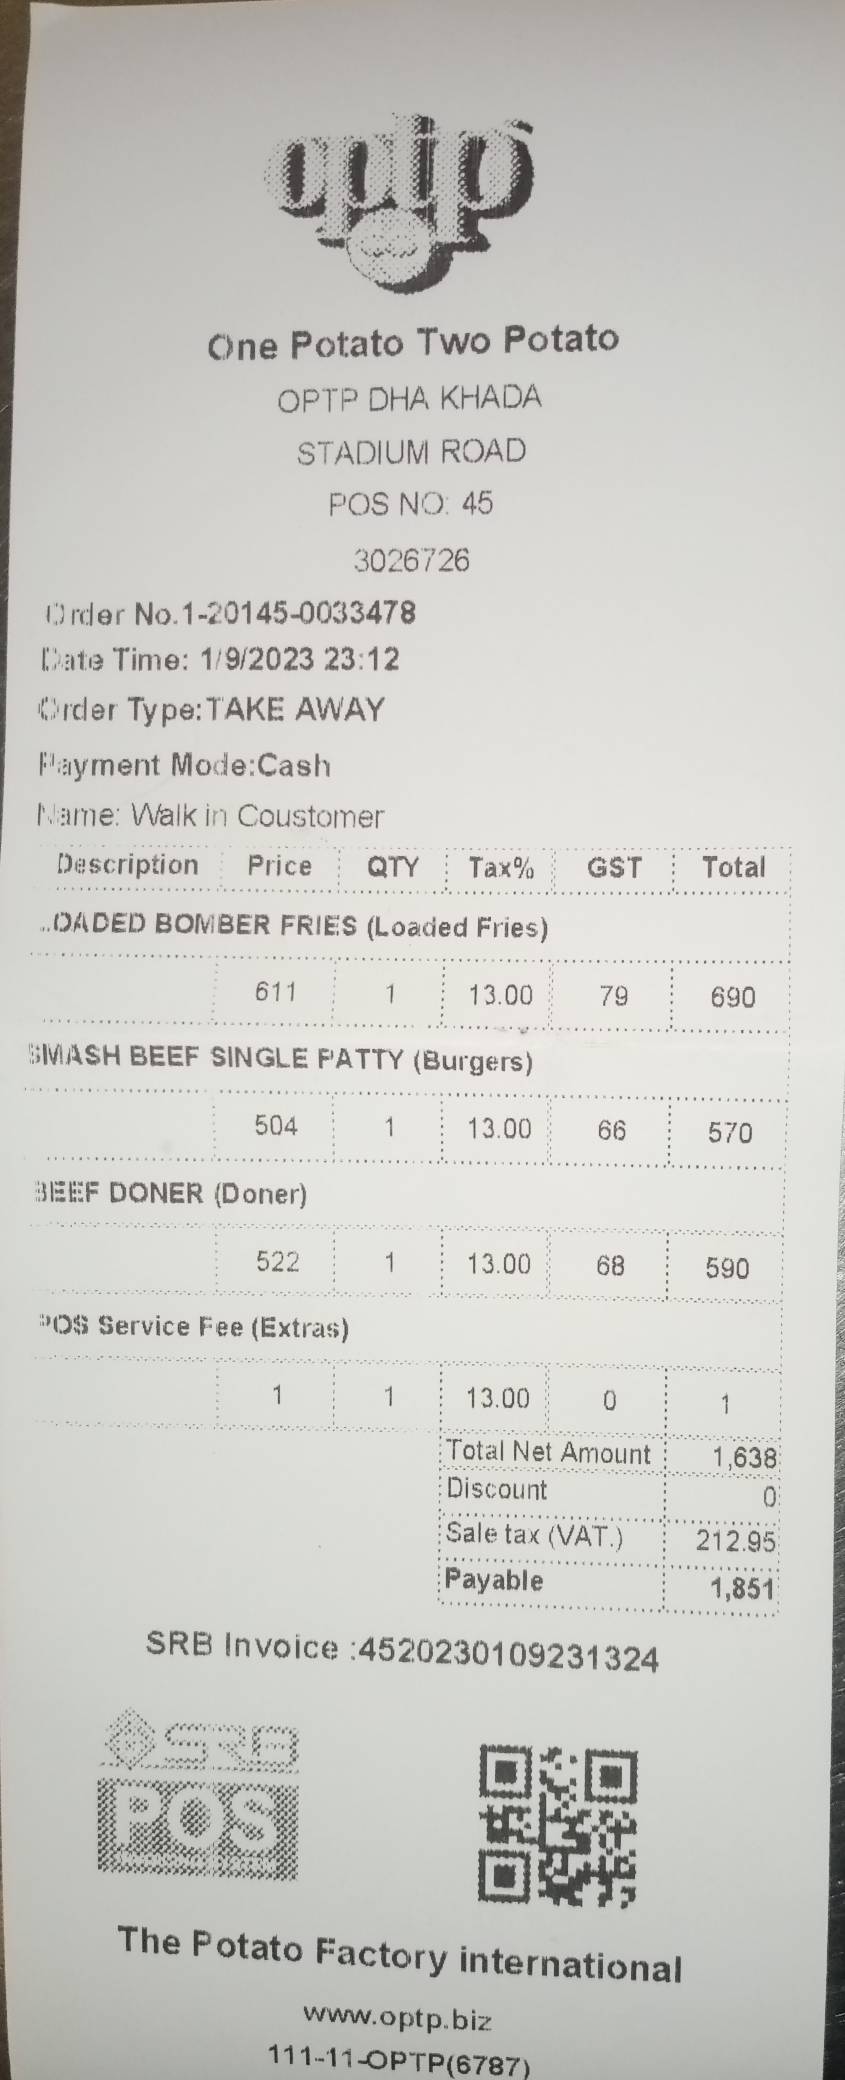 optp
One Potato Two Potato
OPTP DHA KHADA
STADIUM ROAD
POS NO: 45
3026726
Order No.1-20145-0033478
Date Time: 1/9/2023 23:12
Order Type:TAKE AWAY
Payment Mode:Cash
Name: Walk in Coustomer
Description Price QTY Tax% GST Total
LOADED BOMBER FRIES (Loaded Fries)
611 1 13.00 79 690
SMASH BEEF SINGLE PATTY (Burgers)
504 1 13.00 66 570
BEEF DONER (Doner)
522 1 13.00 68 590
POS Service Fee (Extras)
1 1 13.00 0 1
Total Net Amount 1,638
Discount 0
Sale tax (VAT.) 212.95
Payable 1,851
SRB Invoice :4520230109231324
SRB
POS
The Potato Factory international
www.optp.biz
111-11-OPTP(6787)